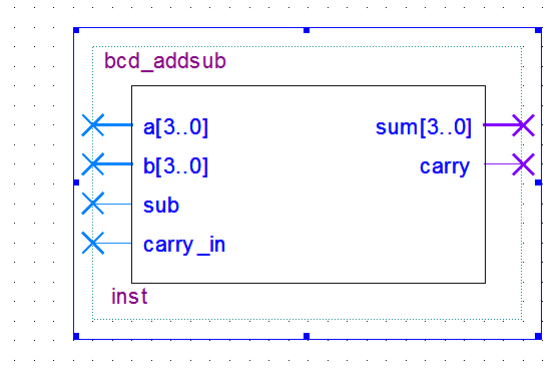 bcd_addsub
a[3..0]
sum[3..0]
b[3..0]
carry
sub
carry_in
inst